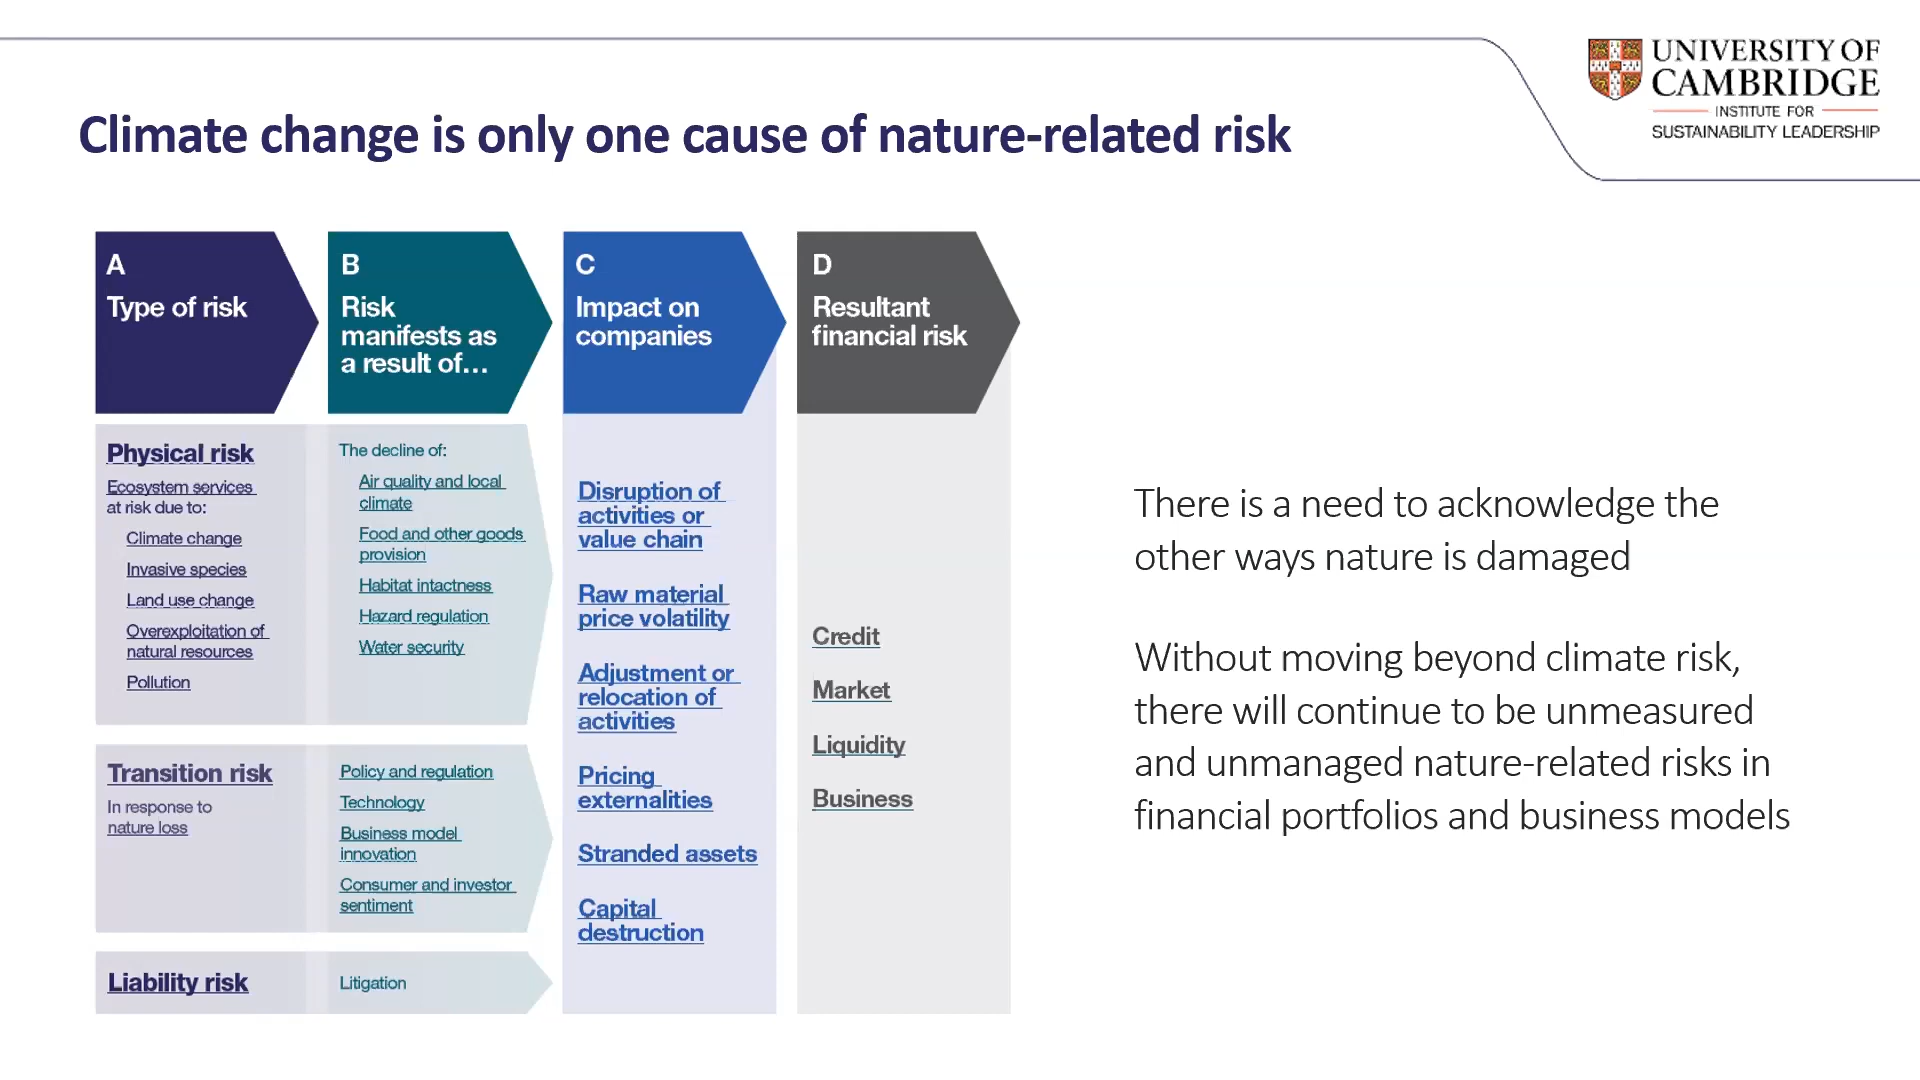 UNIVERSITY OF
CAMBRIDGE
INSTITUTE FOR
SUSTAINABILITY LEADERSHIP
Climate change is only one cause of nature-related risk
A
Type of risk
B
Risk
manifests as
a result of...
C
Impact on
companies
D
Resultant
financial risk
Physical risk
Ecosystem services
at risk due to:
Climate change
Invasive species
Land use change
Overexploitation of
natural resources
Pollution
The decline of:
Air quality and local
climate
Food and other goods
provision
Habitat intactness
Hazard regulation
Water security
Transition risk
In response to
nature loss
Policy and regulation
Technology
Business model
innovation
Consumer and investor
sentiment
Liability risk
Litigation
Disruption of
activities or
value chain
Raw material
price volatility
Adjustment or
relocation of
activities
Pricing
externalities
Stranded assets
Capital
destruction
Credit
Market
Liquidity
Business
There is a need to acknowledge the
other ways nature is damaged
Without moving beyond climate risk,
there will continue to be unmeasured
and unmanaged nature-related risks in
financial portfolios and business models